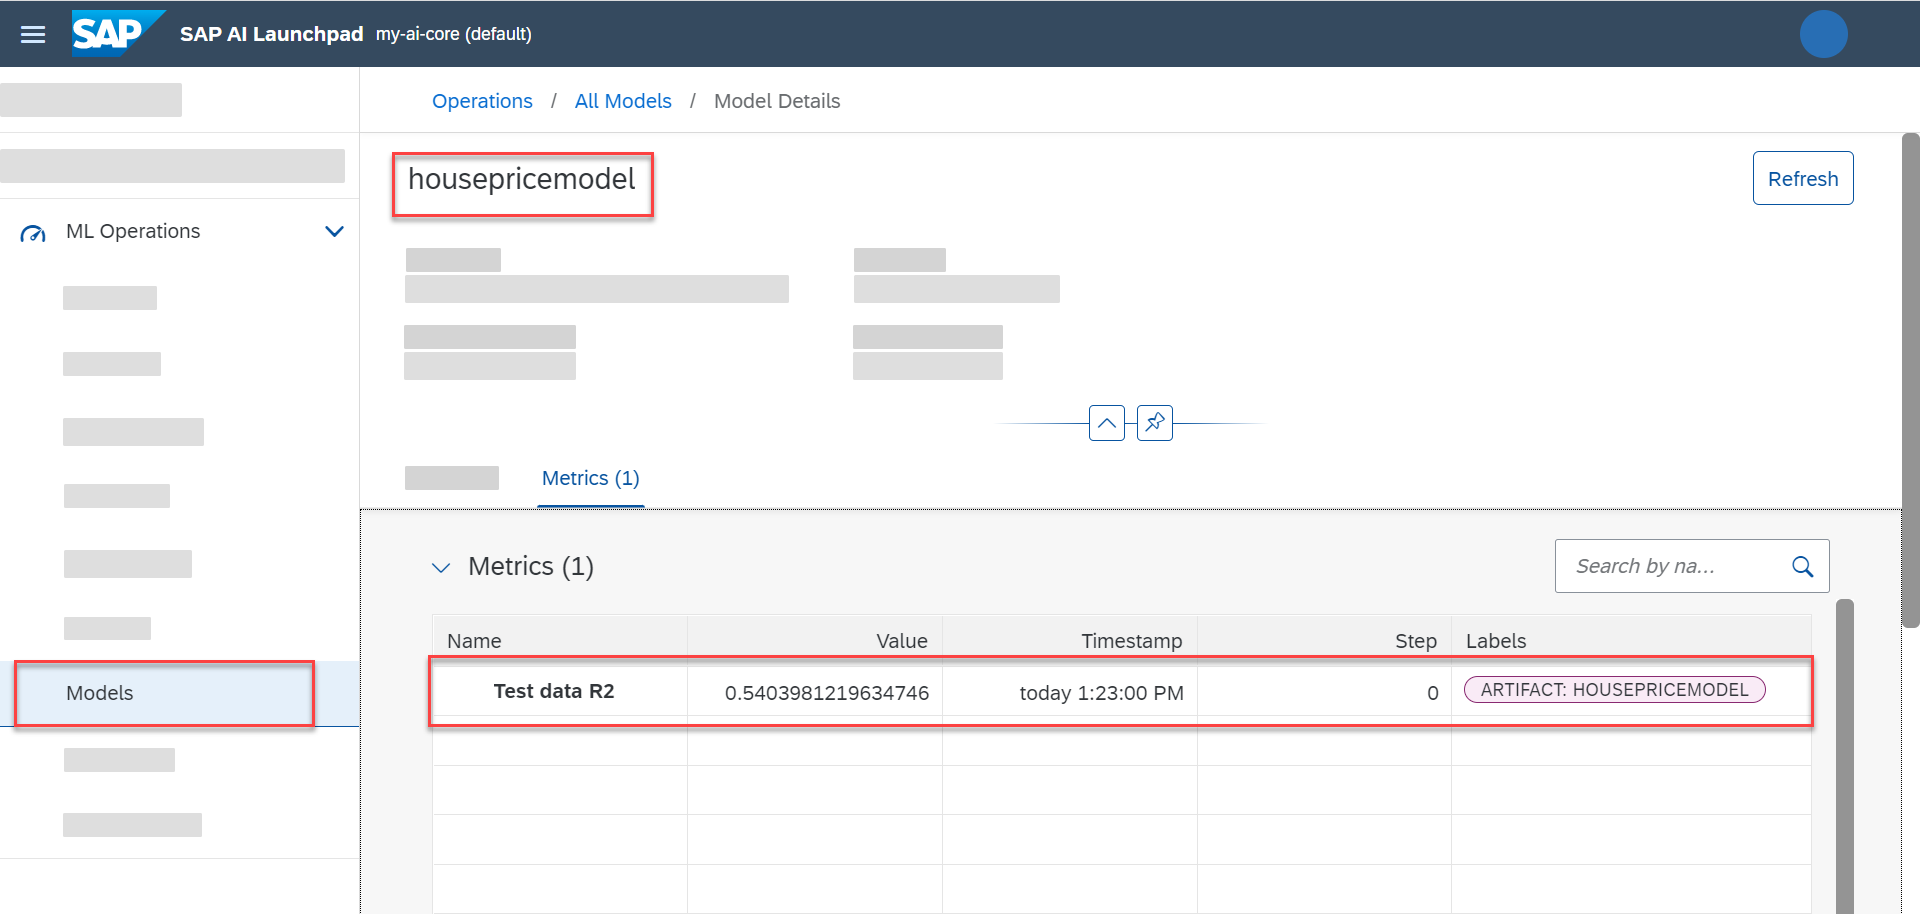 SAP SAP AI Launchpad my-ai-core (default)
Operations / All Models / Model Details
housepricemodel
Refresh
ML Operations
Models
Metrics (1)
Metrics (1)
Search by na...
Name Value Timestamp Step Labels
Test data R2 0.5403981219634746 today 1:23:00 PM 0 ARTIFACT: HOUSEPRICEMODEL